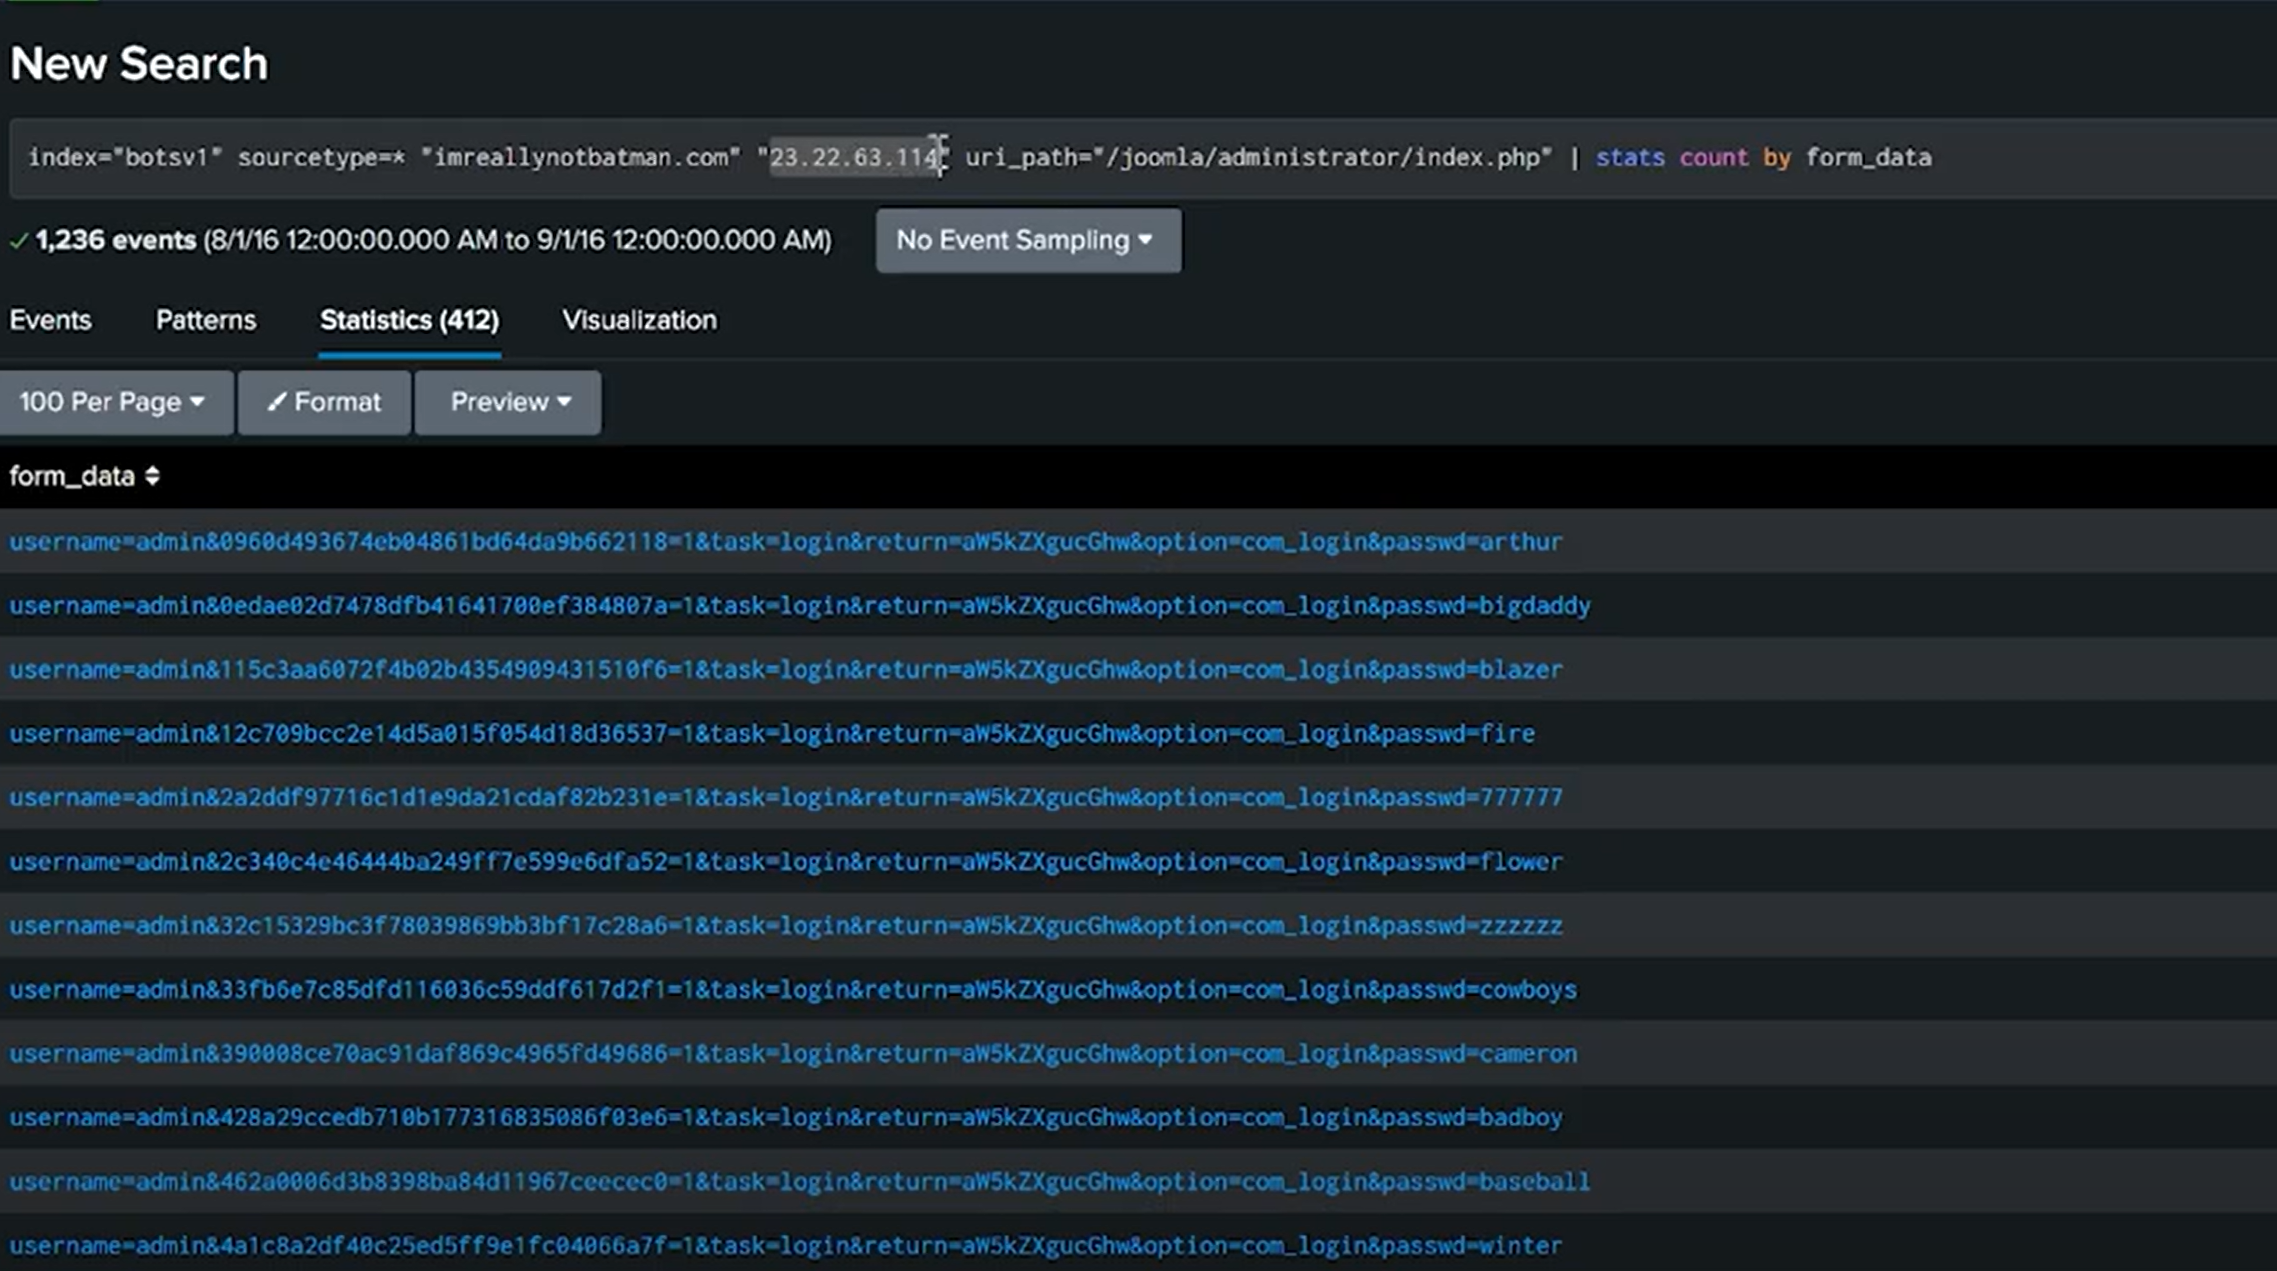 New Search
index="botsv1" sourcetype=* "imreallynotbatman.com" "23.22.63.114" uri_path="/joomla/administrator/index.php" | stats count by form_data
✓ 1,236 events (8/1/16 12:00:00.000 AM to 9/1/16 12:00:00.000 AM) No Event Sampling
Events Patterns Statistics (412) Visualization
100 Per Page Format Preview
form_data
username=admin&0960d493674eb04861bd64da9b662118=1&task=login&return=aW5kZXgucGhw&option=com_login&passwd=arthur
username=admin&0edae02d7478dfb41641700ef384807a=1&task=login&return=aW5kZXgucGhw&option=com_login&passwd=bigdaddy
username=admin&115c3aa6072f4b02b4354909431510f6=1&task=login&return=aW5kZXgucGhw&option=com_login&passwd=blazer
username=admin&12c709bcc2e14d5a015f054d18d36537=1&task=login&return=aW5kZXgucGhw&option=com_login&passwd=fire
username=admin&2a2ddf97716c1d1e9da21cdaf82b231e=1&task=login&return=aW5kZXgucGhw&option=com_login&passwd=777777
username=admin&2c340c4e46444ba249ff7e599e6dfa52=1&task=login&return=aW5kZXgucGhw&option=com_login&passwd=flower
username=admin&32c15329bc3f78039869bb3bf17c28a6=1&task=login&return=aW5kZXgucGhw&option=com_login&passwd=zzzzzz
username=admin&33fb6e7c85dfd116036c59ddf617d2f1=1&task=login&return=aW5kZXgucGhw&option=com_login&passwd=cowboys
username=admin&390008ce70ac91daf869c4965fd49686=1&task=login&return=aW5kZXgucGhw&option=com_login&passwd=cameron
username=admin&428a29ccedb710b177316835086f03e6=1&task=login&return=aW5kZXgucGhw&option=com_login&passwd=badboy
username=admin&462a0006d3b8398ba84d11967ceecec0=1&task=login&return=aW5kZXgucGhw&option=com_login&passwd=baseball
username=admin&4a1c8a2df40c25ed5ff9e1fc04066a7f=1&task=login&return=aW5kZXgucGhw&option=com_login&passwd=winter